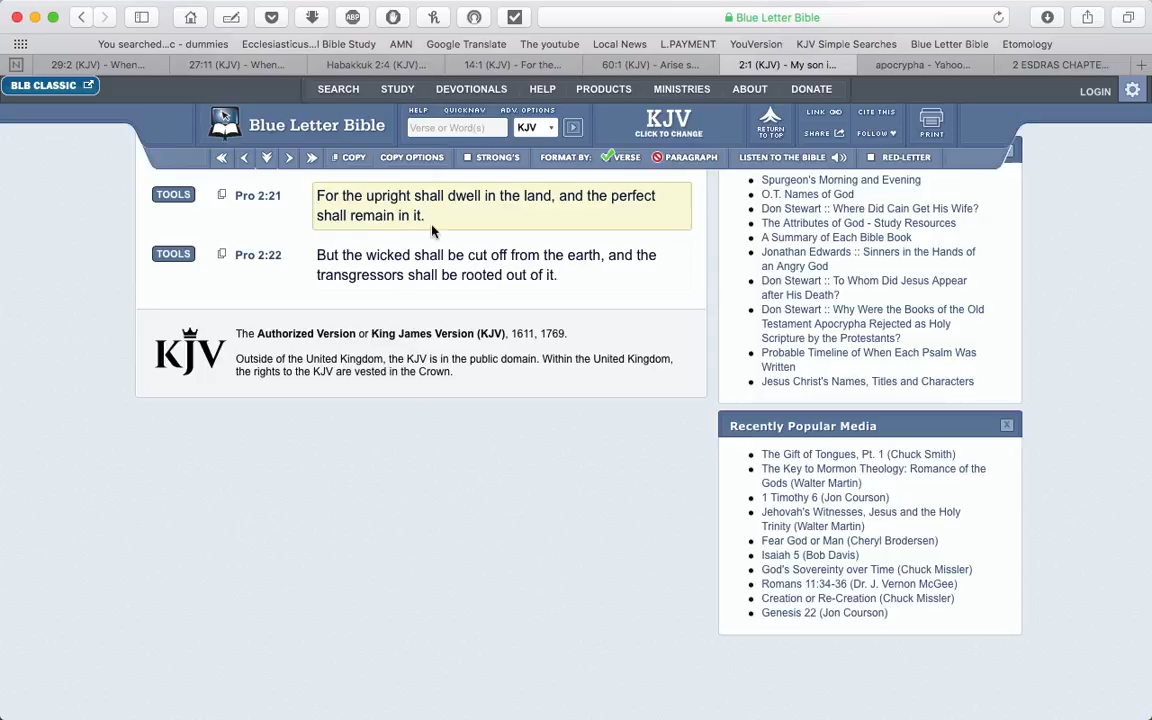 Blue Letter Bible
You searched...c - dummies
Ecclesiasticus...l Bible Study
AMN
Google Translate
The youtube
Local News
L.PAYMENT
YouVersion
KJV Simple Searches
Blue Letter Bible
Etomology
29:2 (KJV) - When...
27:11 (KJV) - When...
Habakkuk 2:4 (KJV)...
14:1 (KJV) - For the...
60:1 (KJV) - Arise s...
2:1 (KJV) - My son i...
apocrypha - Yahoo...
2 ESDRAS CHAPTE...
BLB CLASSIC
SEARCH
STUDY
DEVOTIONALS
HELP
PRODUCTS
MINISTRIES
ABOUT
DONATE
LOGIN
Blue Letter Bible
HELP
QUICKNAV
ADV. OPTIONS
Verse or Word(s)
KJV
KJV
CLICK TO CHANGE
RETURN
TO TOP
LINK
CITE THIS
SHARE
FOLLOW
PRINT
COPY
COPY OPTIONS
STRONG'S
FORMAT BY:
VERSE
PARAGRAPH
LISTEN TO THE BIBLE
RED-LETTER
TOOLS
Pro 2:21
For the upright shall dwell in the land, and the perfect
shall remain in it.
TOOLS
Pro 2:22
But the wicked shall be cut off from the earth, and the
transgressors shall be rooted out of it.
KJV
The Authorized Version or King James Version (KJV), 1611, 1769.
Outside of the United Kingdom, the KJV is in the public domain. Within the United Kingdom,
the rights to the KJV are vested in the Crown.
Spurgeon's Morning and Evening
O.T. Names of God
Don Stewart :: Where Did Cain Get His Wife?
The Attributes of God - Study Resources
A Summary of Each Bible Book
Jonathan Edwards :: Sinners in the Hands of
an Angry God
Don Stewart :: To Whom Did Jesus Appear
after His Death?
Don Stewart :: Why Were the Books of the Old
Testament Apocrypha Rejected as Holy
Scripture by the Protestants?
Probable Timeline of When Each Psalm Was
Written
Jesus Christ's Names, Titles and Characters
Recently Popular Media
X
The Gift of Tongues, Pt. 1 (Chuck Smith)
The Key to Mormon Theology: Romance of the
Gods (Walter Martin)
1 Timothy 6 (Jon Courson)
Jehovah's Witnesses, Jesus and the Holy
Trinity (Walter Martin)
Fear God or Man (Cheryl Brodersen)
Isaiah 5 (Bob Davis)
God's Sovereinty over Time (Chuck Missler)
Romans 11:34-36 (Dr. J. Vernon McGee)
Creation or Re-Creation (Chuck Missler)
Genesis 22 (Jon Courson)